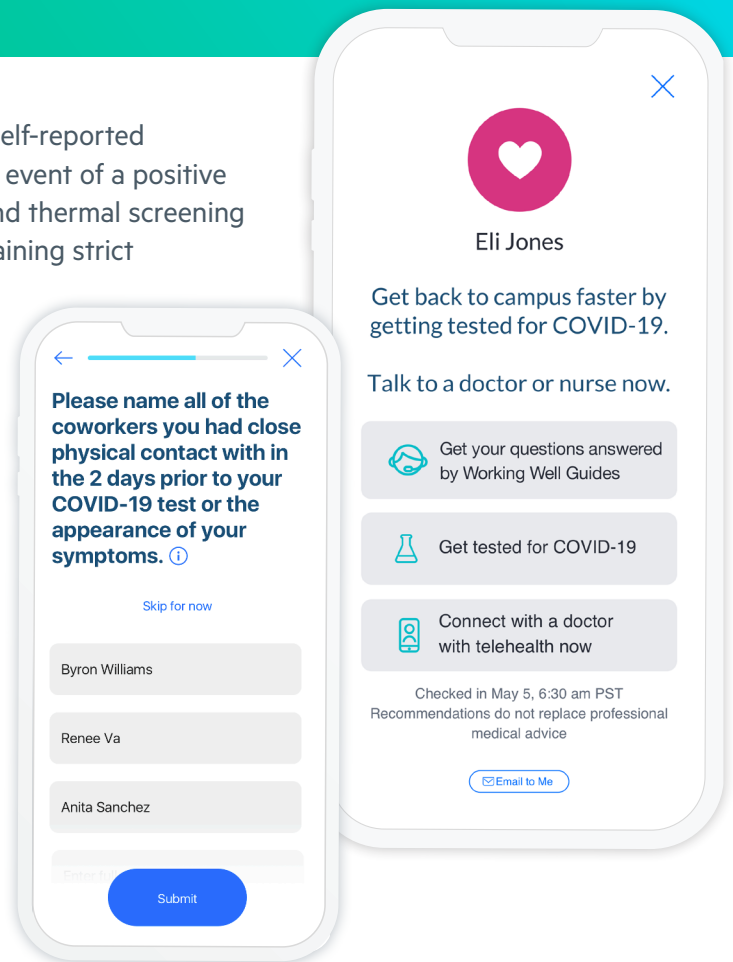 elf-reported
event of a positive
nd thermal screening
aining strict
Please name all of the
coworkers you had close
physical contact with in
the 2 days prior to your
COVID-19 test or the
appearance of your
symptoms.
Skip for now
Byron Williams
Renee Va
Anita Sanchez
Enter ful
Submit
Eli Jones
Get back to campus faster by
getting tested for COVID-19.
Talk to a doctor or nurse now.
Get your questions answered
by Working Well Guides
Get tested for COVID-19
Connect with a doctor
with telehealth now
Checked in May 5, 6:30 am PST
Recommendations do not replace professional
medical advice
Email to Me